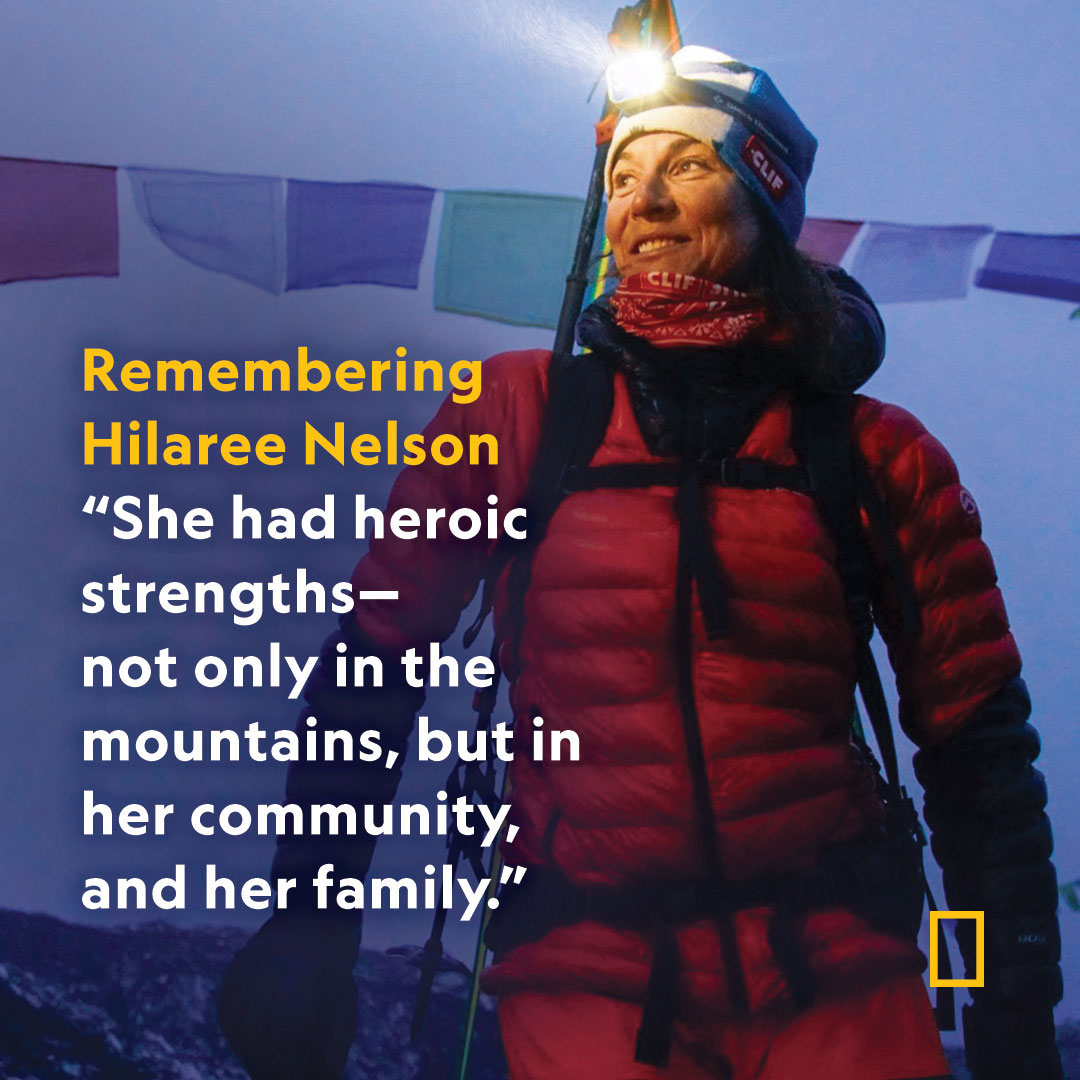 CLIF
CLIF
Remembering
Hilaree Nelson
“She had heroic
strengths—
not only in the
mountains, but in
her community,
and her family.”